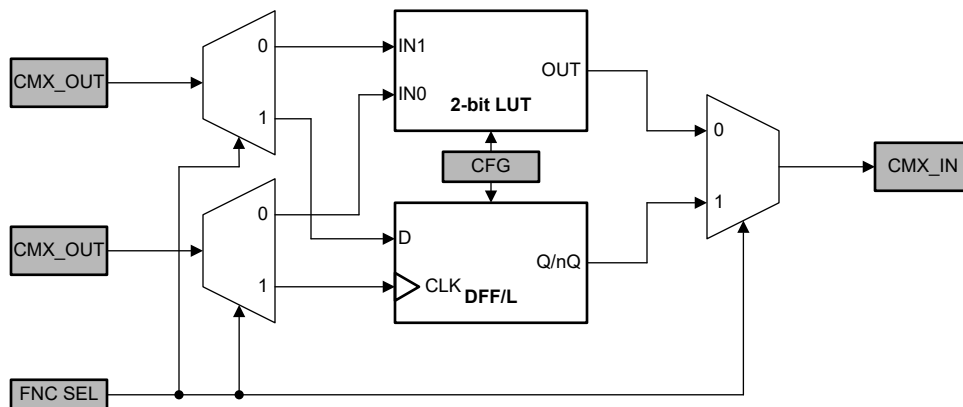 CMX_OUT
0
1
IN1
IN0
OUT
2-bit LUT
CFG
0
1
CMX_IN
CMX_OUT
0
1
D
CLK
Q/nQ
DFF/L
FNC SEL